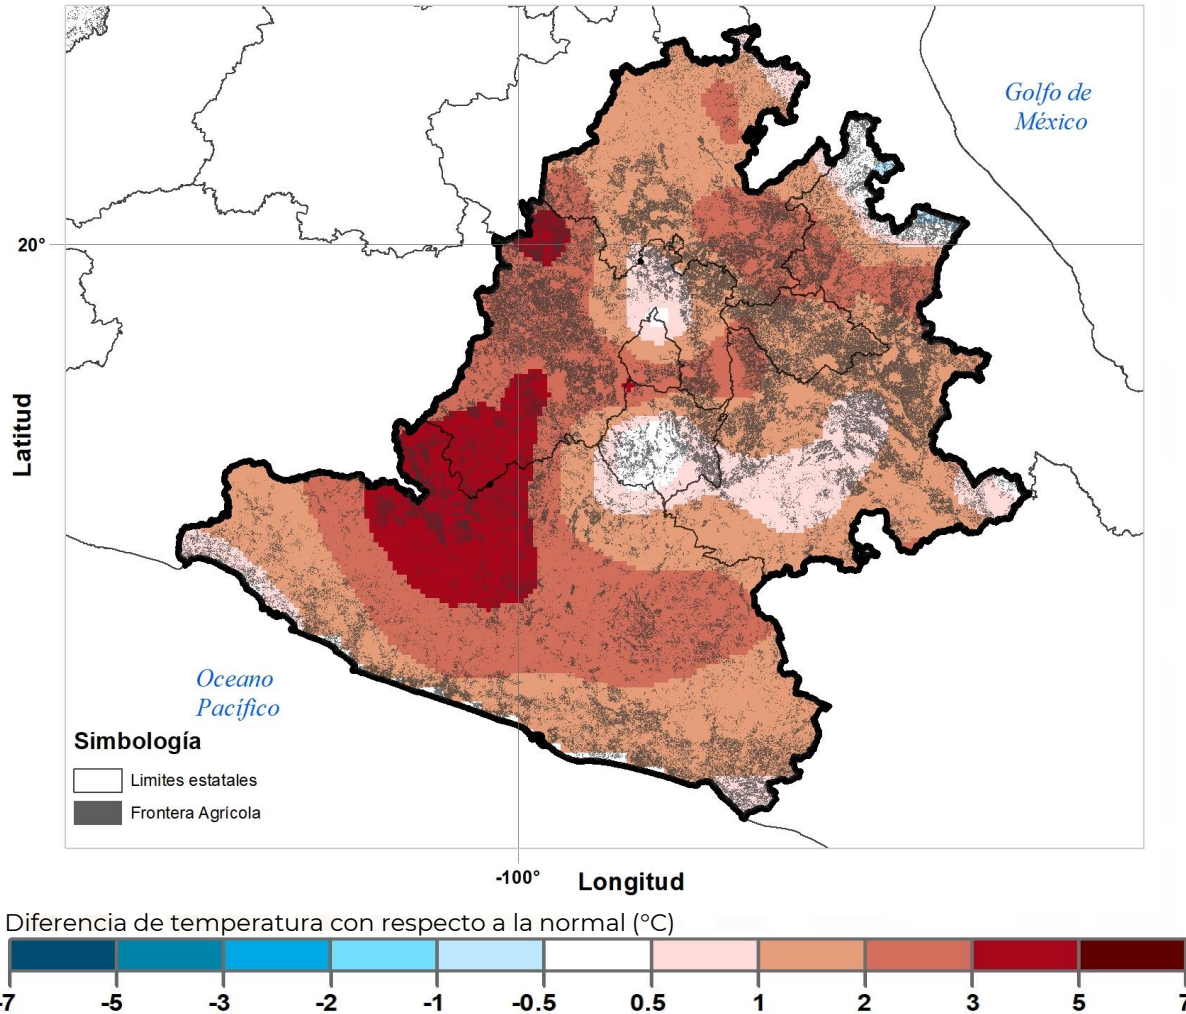 Golfo de
México
20°
Latitud
Oceano
Pacífico
Simbología
Limites estatales
Frontera Agrícola
-100°
Longitud
Diferencia de temperatura con respecto a la normal (°C)
-7 -5 -3 -2 -1 -0.5 0.5 1 2 3 5 7